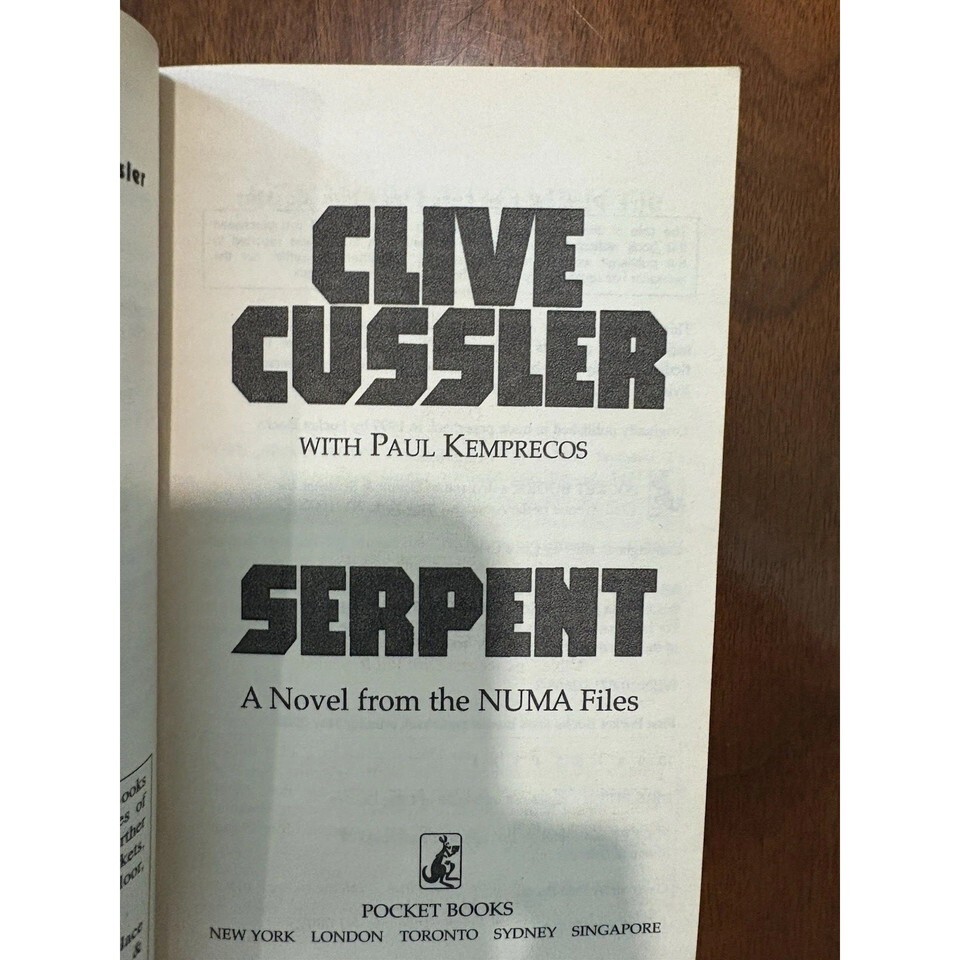 CLIVE
CUSSLER
WITH PAUL KEMPRECOS
SERPENT
A Novel from the NUMA Files
POCKET BOOKS
NEW YORK LONDON TORONTO SYDNEY SINGAPORE